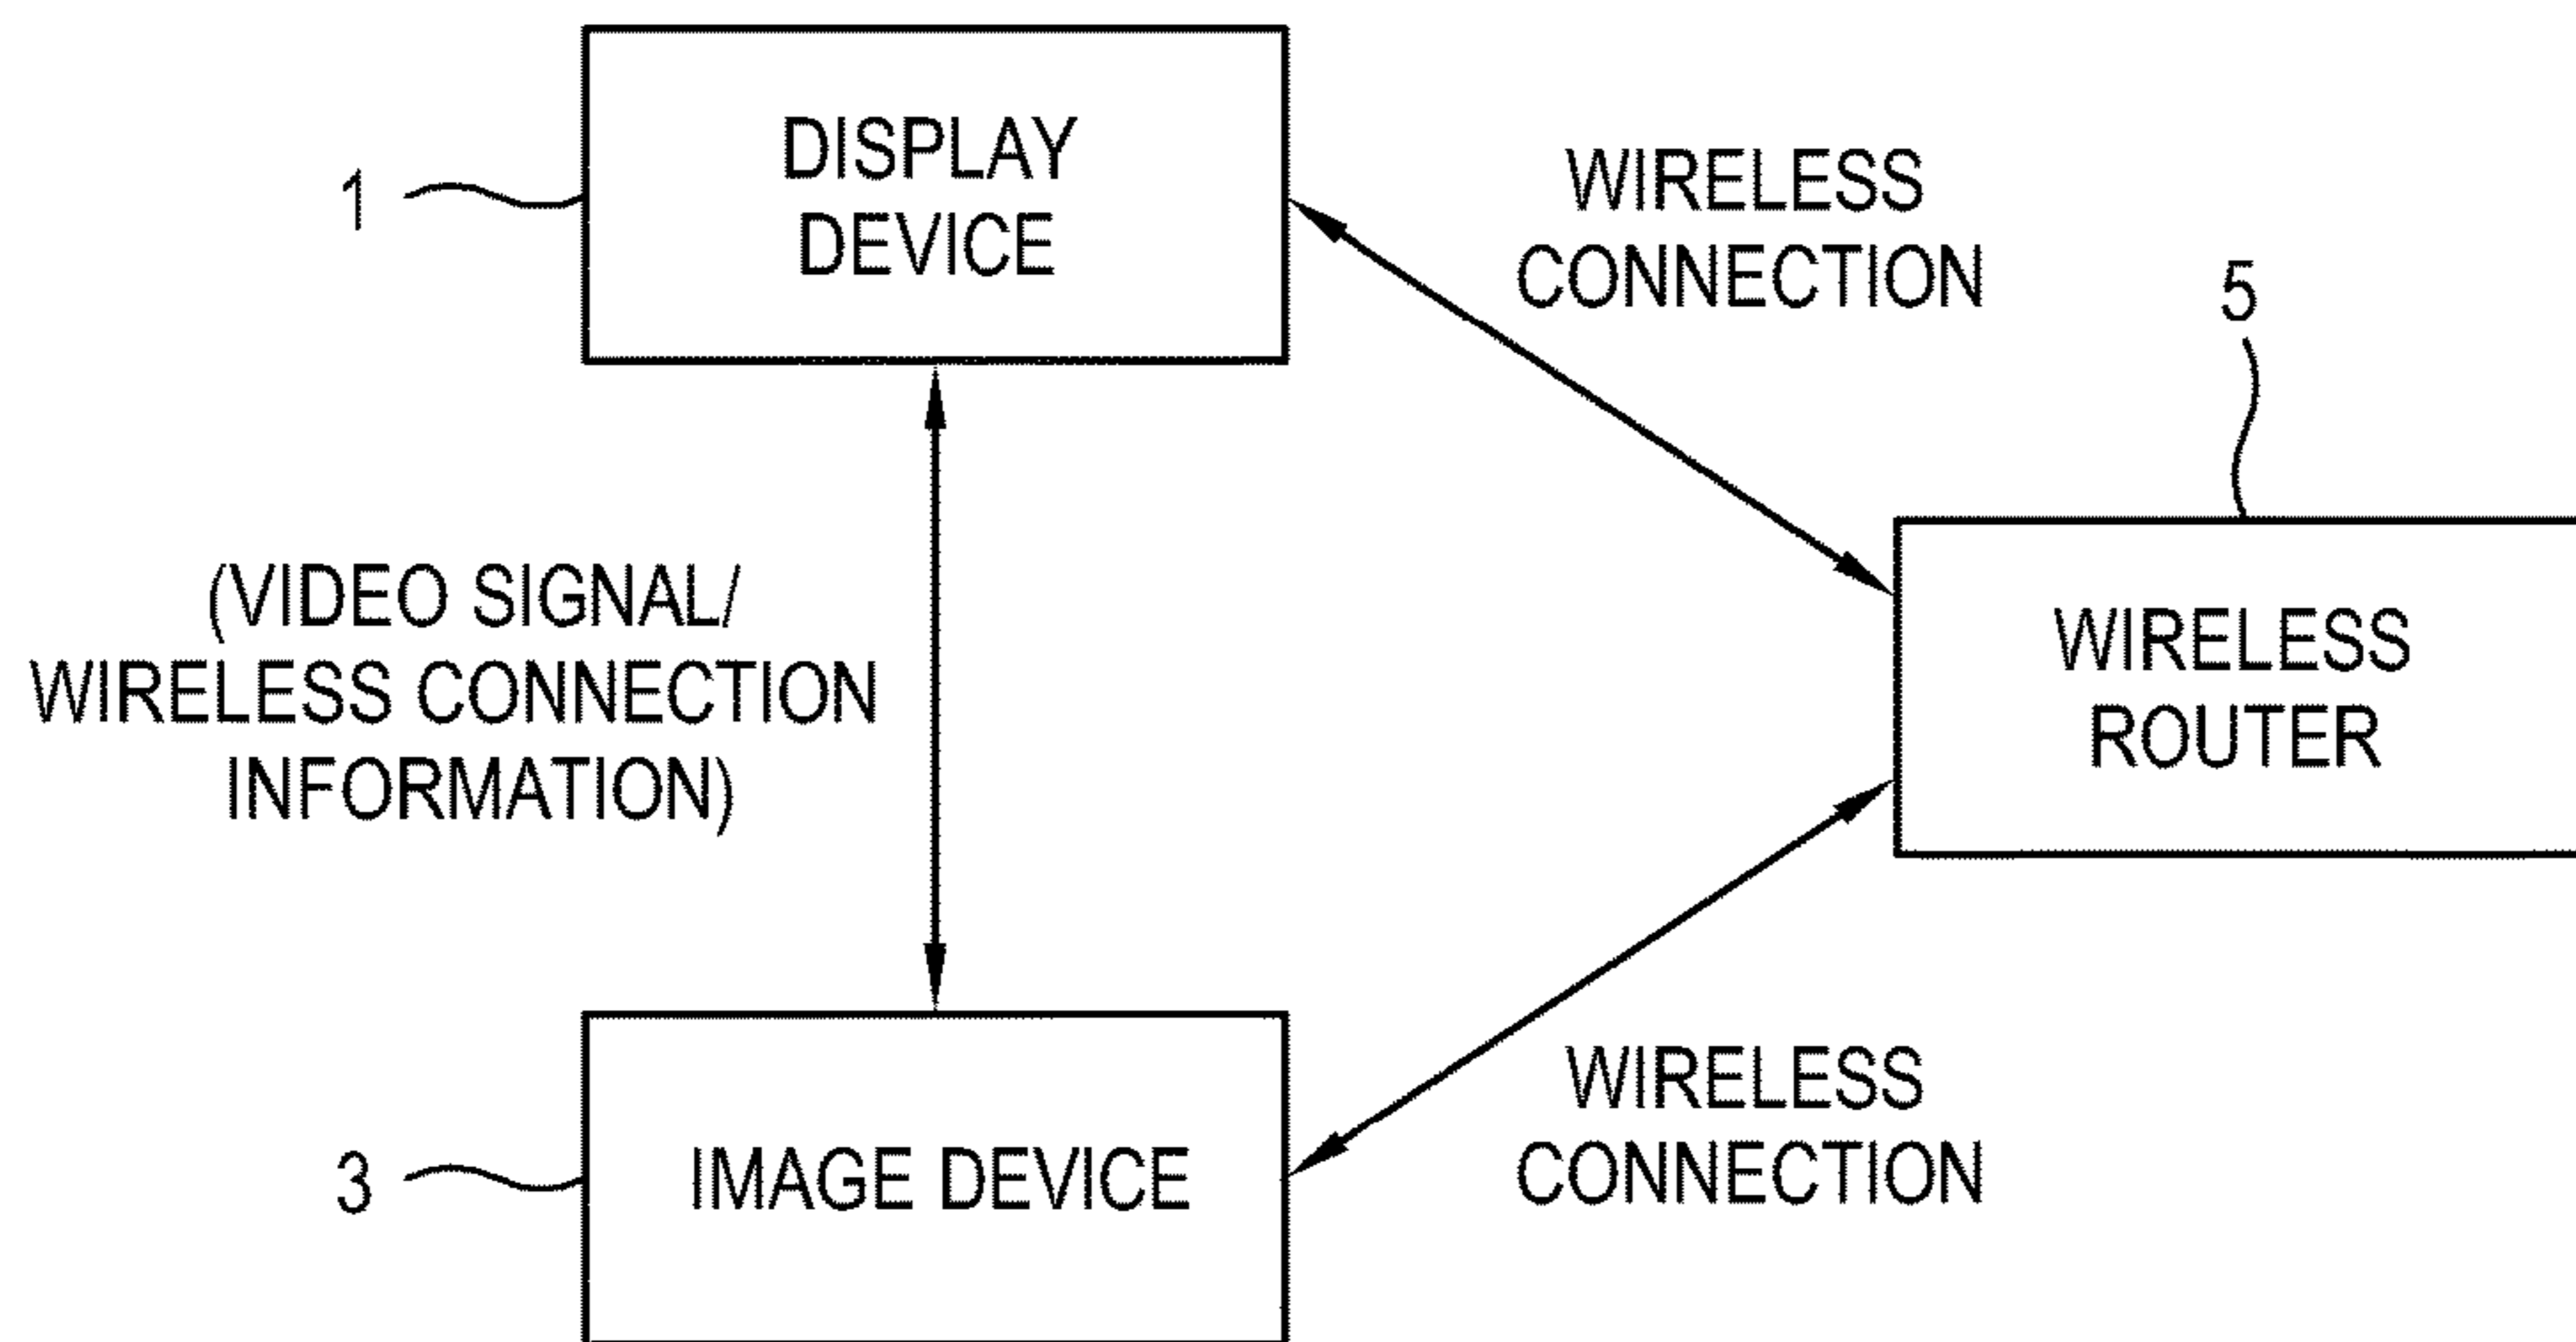 1
DISPLAY
DEVICE
WIRELESS
CONNECTION
5
(VIDEO SIGNAL/
WIRELESS CONNECTION
INFORMATION)
WIRELESS
ROUTER
3
IMAGE DEVICE
WIRELESS
CONNECTION